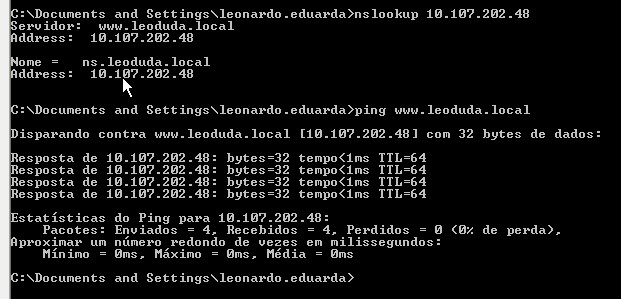 C:\Documents and Settings\leonardo.eduarda>nslookup 10.107.202.48
Servidor:  www.leoduda.local
Address:  10.107.202.48
Nome =   ns.leoduda.local
Address:  10.107.202.48
C:\Documents and Settings\leonardo.eduarda>ping www.leoduda.local
Disparando contra www.leoduda.local [10.107.202.48] com 32 bytes de dados:
Resposta de 10.107.202.48: bytes=32 tempo<1ms TTL=64
Resposta de 10.107.202.48: bytes=32 tempo<1ms TTL=64
Resposta de 10.107.202.48: bytes=32 tempo<1ms TTL=64
Resposta de 10.107.202.48: bytes=32 tempo<1ms TTL=64
Estatísticas do Ping para 10.107.202.48:
    Pacotes: Enviados = 4, Recebidos = 4, Perdidos = 0 (0% de perda),
Aproximar um número redondo de vezes em milissegundos:
    Mínimo = 0ms, Máximo = 0ms, Média = 0ms
C:\Documents and Settings\leonardo.eduarda>